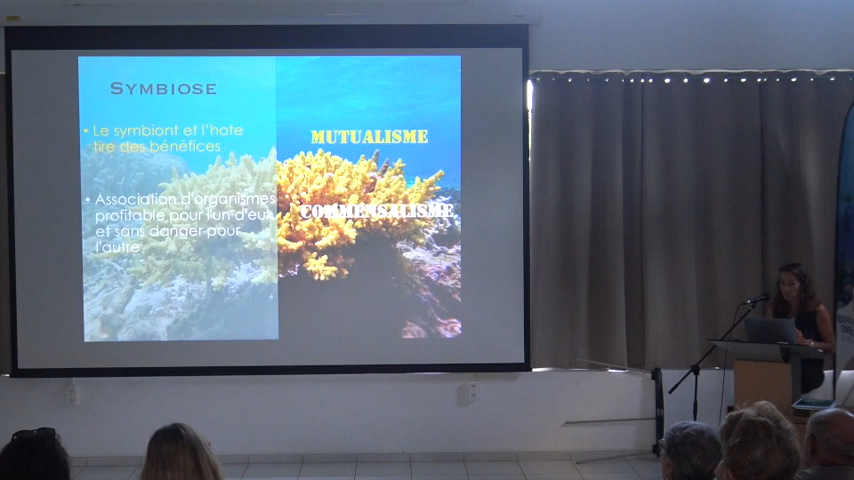 SYMBIOSE
• Le symbiont et l'hote
tire des bénéfices
MUTUALISME
• Association d'organismes
profitable pour l'un d'eux
et sans danger pour
l'autre
COMMENSALISME